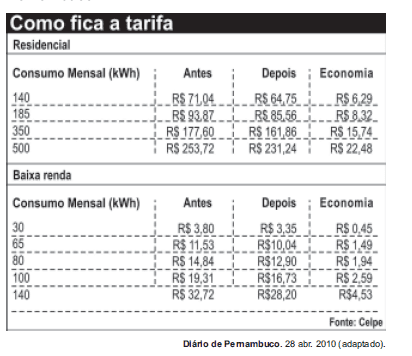 Como fica a tarifa
Residencial
Consumo Mensal (kWh) Antes Depois Economia
140 R$ 71,04 R$ 64,75 R$ 6,29
185 R$ 93,87 R$ 85,56 R$ 8,32
350 R$ 177,60 R$ 161,86 R$ 15,74
500 R$ 253,72 R$ 231,24 R$ 22,48
Baixa renda
Consumo Mensal (kWh) Antes Depois Economia
30 R$ 3,80 R$ 3,35 R$ 0,45
65 R$ 11,53 R$10,04 R$ 1,49
80 R$ 14,84 R$12,90 R$ 1,94
100 R$ 19,31 R$16,73 R$ 2,59
140 R$ 32,72 R$28,20 R$4,53
Fonte: Celpe
Diário de Pernambuco. 28 abr. 2010 (adaptado).